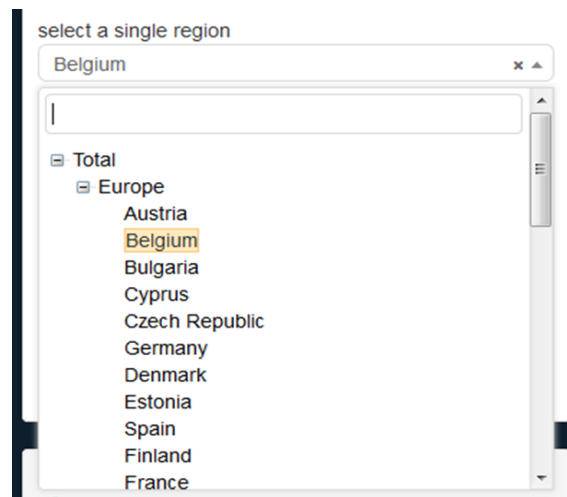 select a single region
Belgium
Total
Europe
Austria
Belgium
Bulgaria
Cyprus
Czech Republic
Germany
Denmark
Estonia
Spain
Finland
France